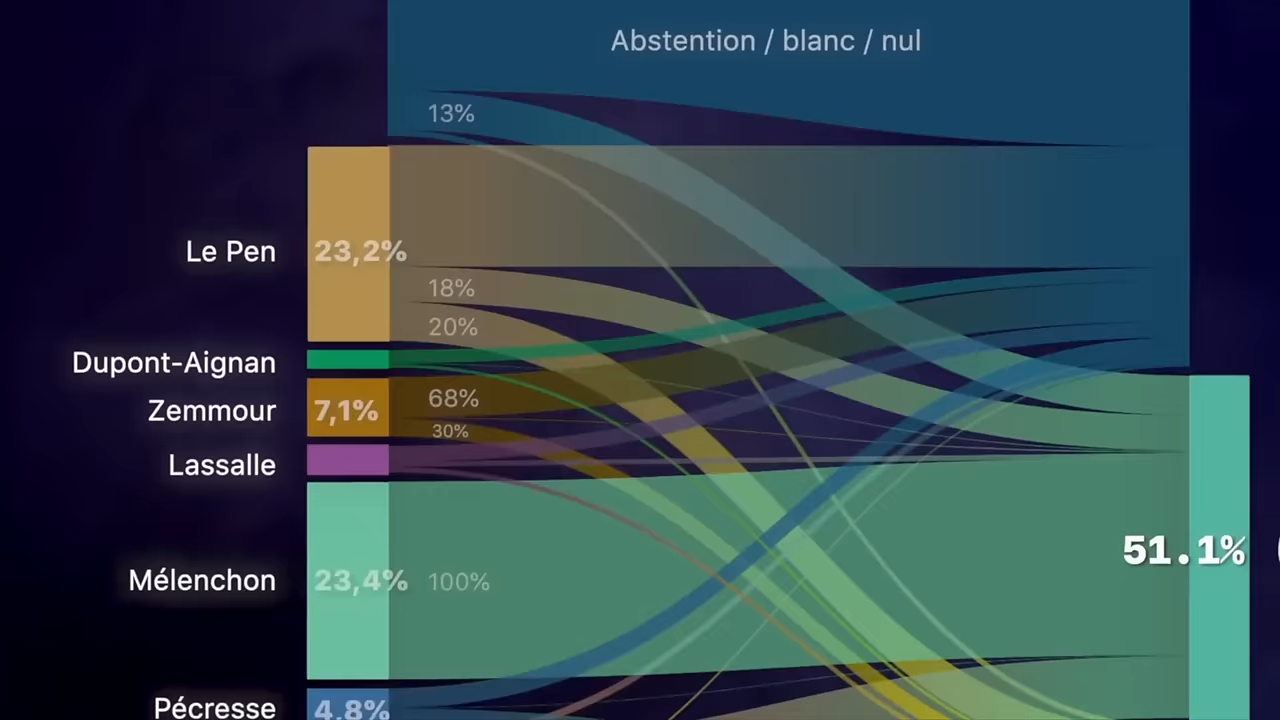 Abstention / blanc / nul
13%
Le Pen
23,2%
18%
20%
Dupont-Aignan
Zemmour
7,1%
68%
30%
Lassalle
51.1%
Mélenchon
23,4%
100%
Pécresse
4,8%